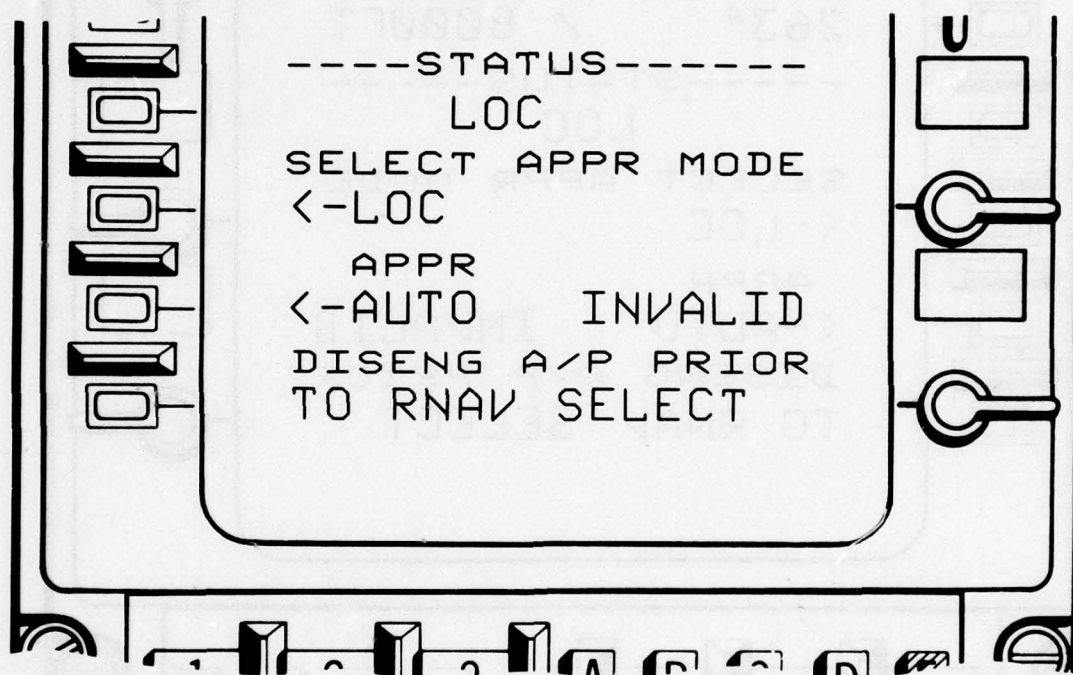 U
----STATUS------
LOC
SELECT APPR MODE
<-LOC
APPR
<-AUTO INVALID
DISENG A/P PRIOR
TO RNAV SELECT
A